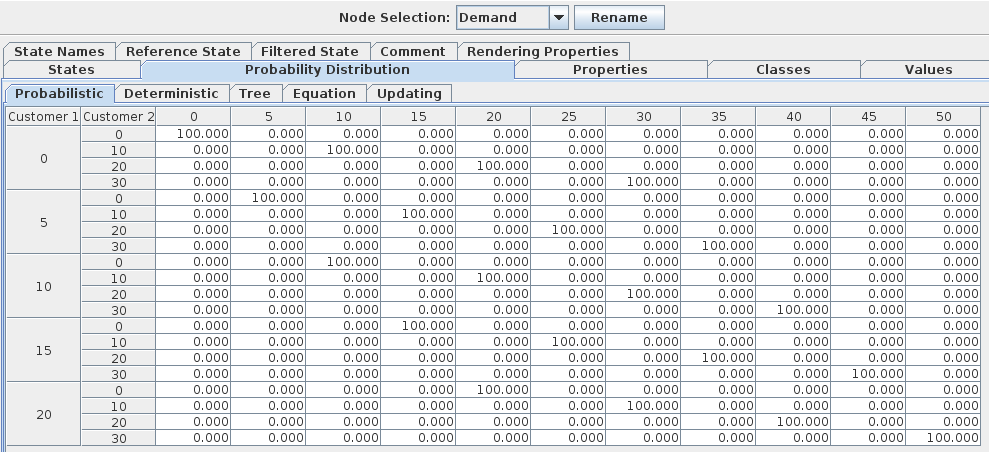 Node Selection: Demand Rename
State Names Reference State Filtered State Comment Rendering Properties
States Probability Distribution Properties Classes Values
Probabilistic Deterministic Tree Equation Updating
Customer 1 Customer 2 0 5 10 15 20 25 30 35 40 45 50
0 0 100.000 0.000 0.000 0.000 0.000 0.000 0.000 0.000 0.000 0.000 0.000
10 0.000 0.000 100.000 0.000 0.000 0.000 0.000 0.000 0.000 0.000 0.000
20 0.000 0.000 0.000 0.000 100.000 0.000 0.000 0.000 0.000 0.000 0.000
30 0.000 0.000 0.000 0.000 0.000 0.000 100.000 0.000 0.000 0.000 0.000
5 0 0.000 100.000 0.000 0.000 0.000 0.000 0.000 0.000 0.000 0.000 0.000
10 0.000 0.000 0.000 100.000 0.000 0.000 0.000 0.000 0.000 0.000 0.000
20 0.000 0.000 0.000 0.000 0.000 100.000 0.000 0.000 0.000 0.000 0.000
30 0.000 0.000 0.000 0.000 0.000 0.000 0.000 100.000 0.000 0.000 0.000
10 0 0.000 0.000 100.000 0.000 0.000 0.000 0.000 0.000 0.000 0.000 0.000
10 0.000 0.000 0.000 0.000 100.000 0.000 0.000 0.000 0.000 0.000 0.000
20 0.000 0.000 0.000 0.000 0.000 0.000 100.000 0.000 0.000 0.000 0.000
30 0.000 0.000 0.000 0.000 0.000 0.000 0.000 0.000 100.000 0.000 0.000
15 0 0.000 0.000 0.000 100.000 0.000 0.000 0.000 0.000 0.000 0.000 0.000
10 0.000 0.000 0.000 0.000 0.000 100.000 0.000 0.000 0.000 0.000 0.000
20 0.000 0.000 0.000 0.000 0.000 0.000 0.000 100.000 0.000 0.000 0.000
30 0.000 0.000 0.000 0.000 0.000 0.000 0.000 0.000 0.000 100.000 0.000
20 0 0.000 0.000 0.000 0.000 100.000 0.000 0.000 0.000 0.000 0.000 0.000
10 0.000 0.000 0.000 0.000 0.000 0.000 100.000 0.000 0.000 0.000 0.000
20 0.000 0.000 0.000 0.000 0.000 0.000 0.000 0.000 100.000 0.000 0.000
30 0.000 0.000 0.000 0.000 0.000 0.000 0.000 0.000 0.000 0.000 100.000